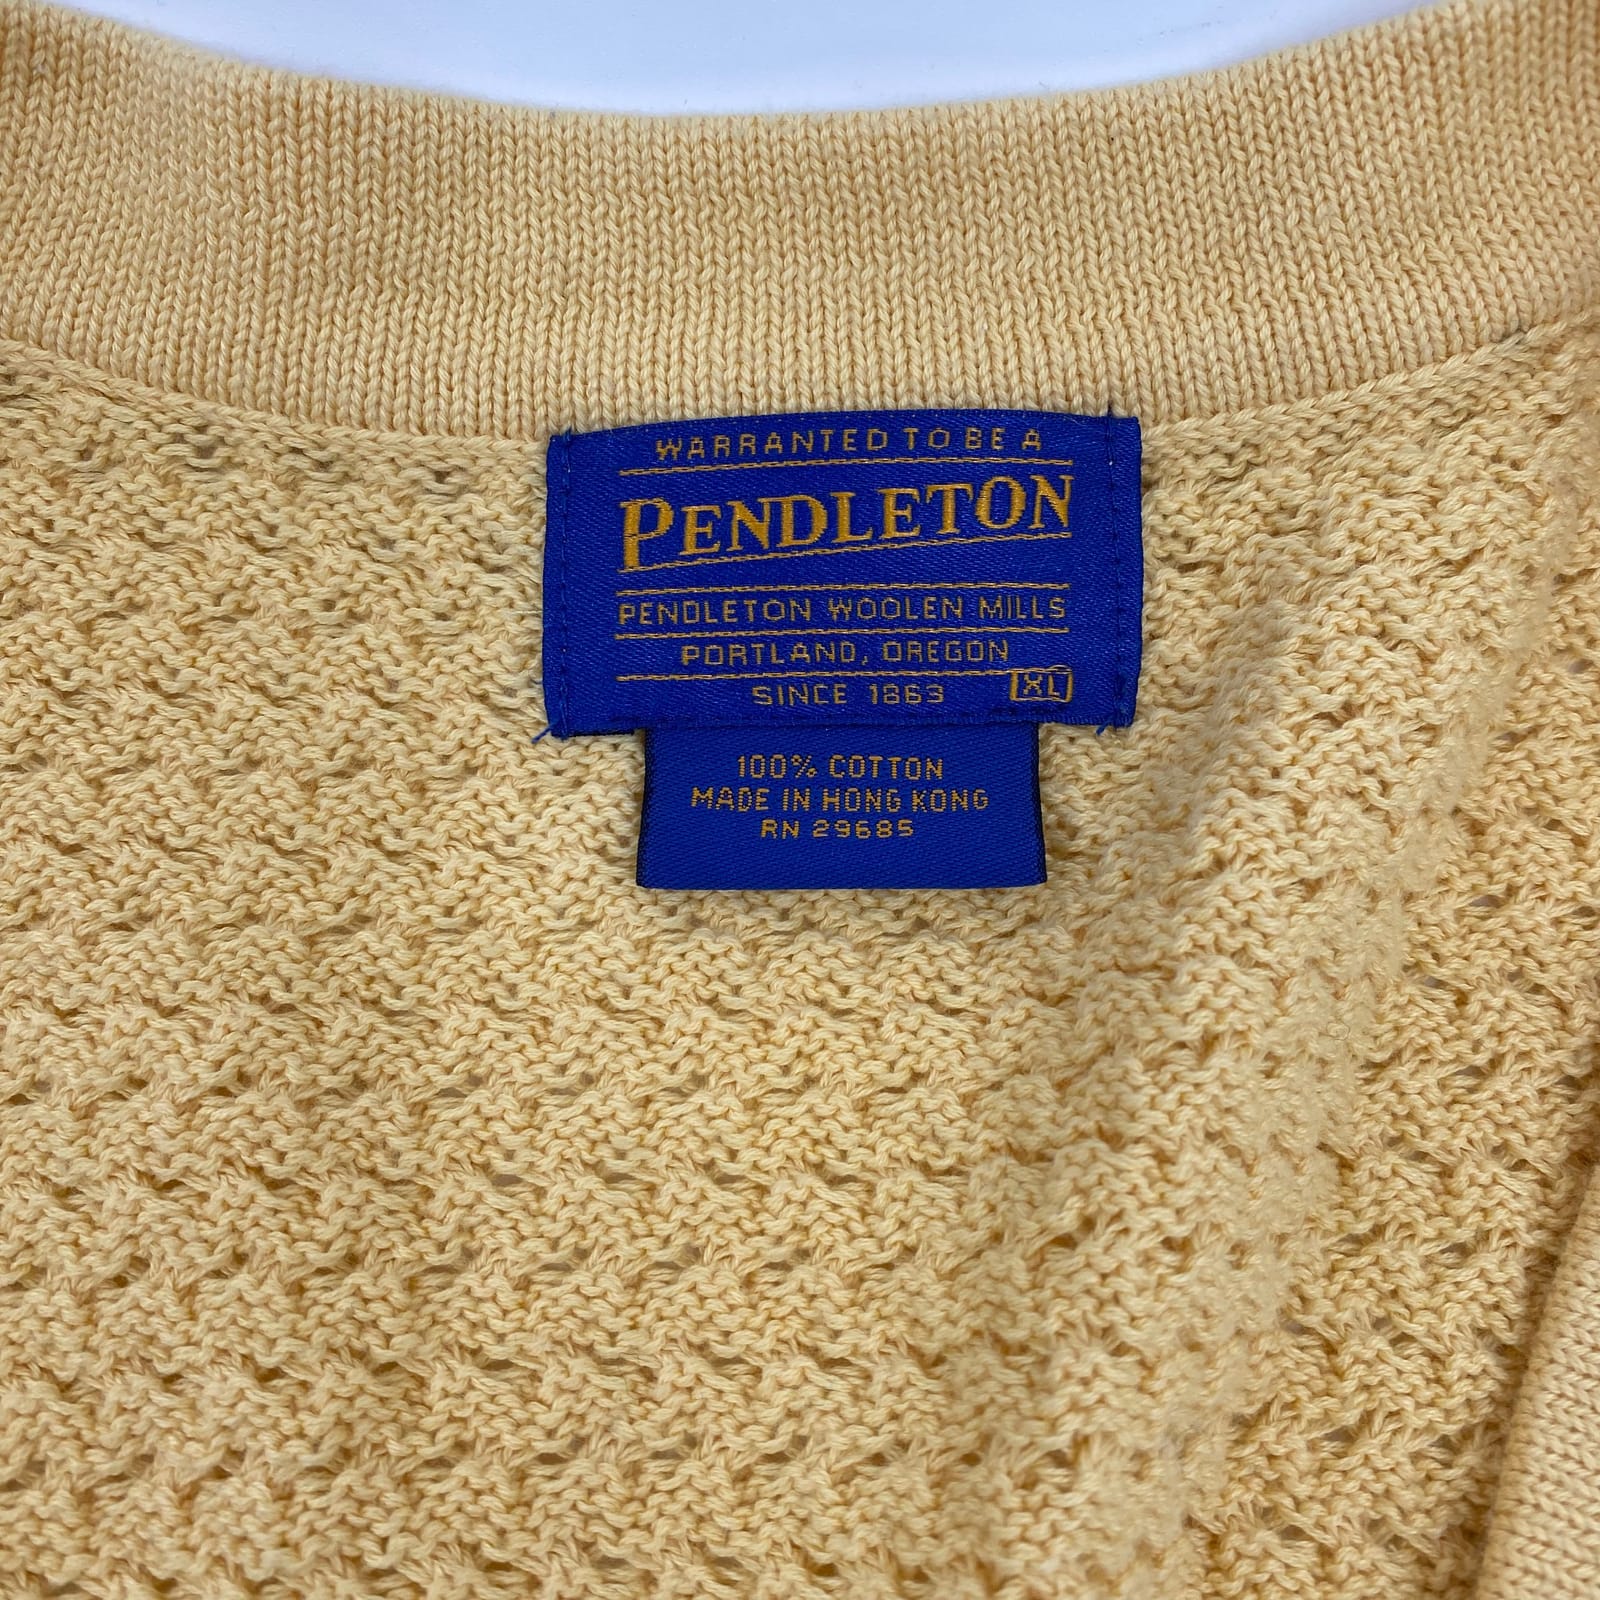 WARRANTED TO BE A
PENDLETON
PENDLETON WOOLEN MILLS
PORTLAND, OREGON
SINCE 1863 XL
100% COTTON
MADE IN HONG KONG
RN 29685